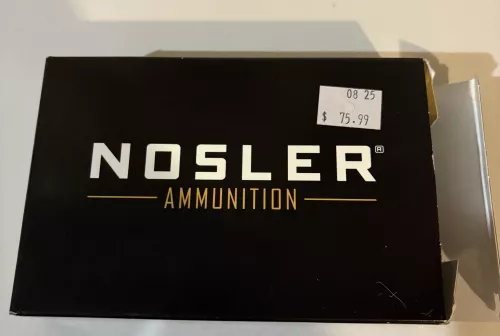 08 25
$ 75.99
NOSLER®
AMMUNITION